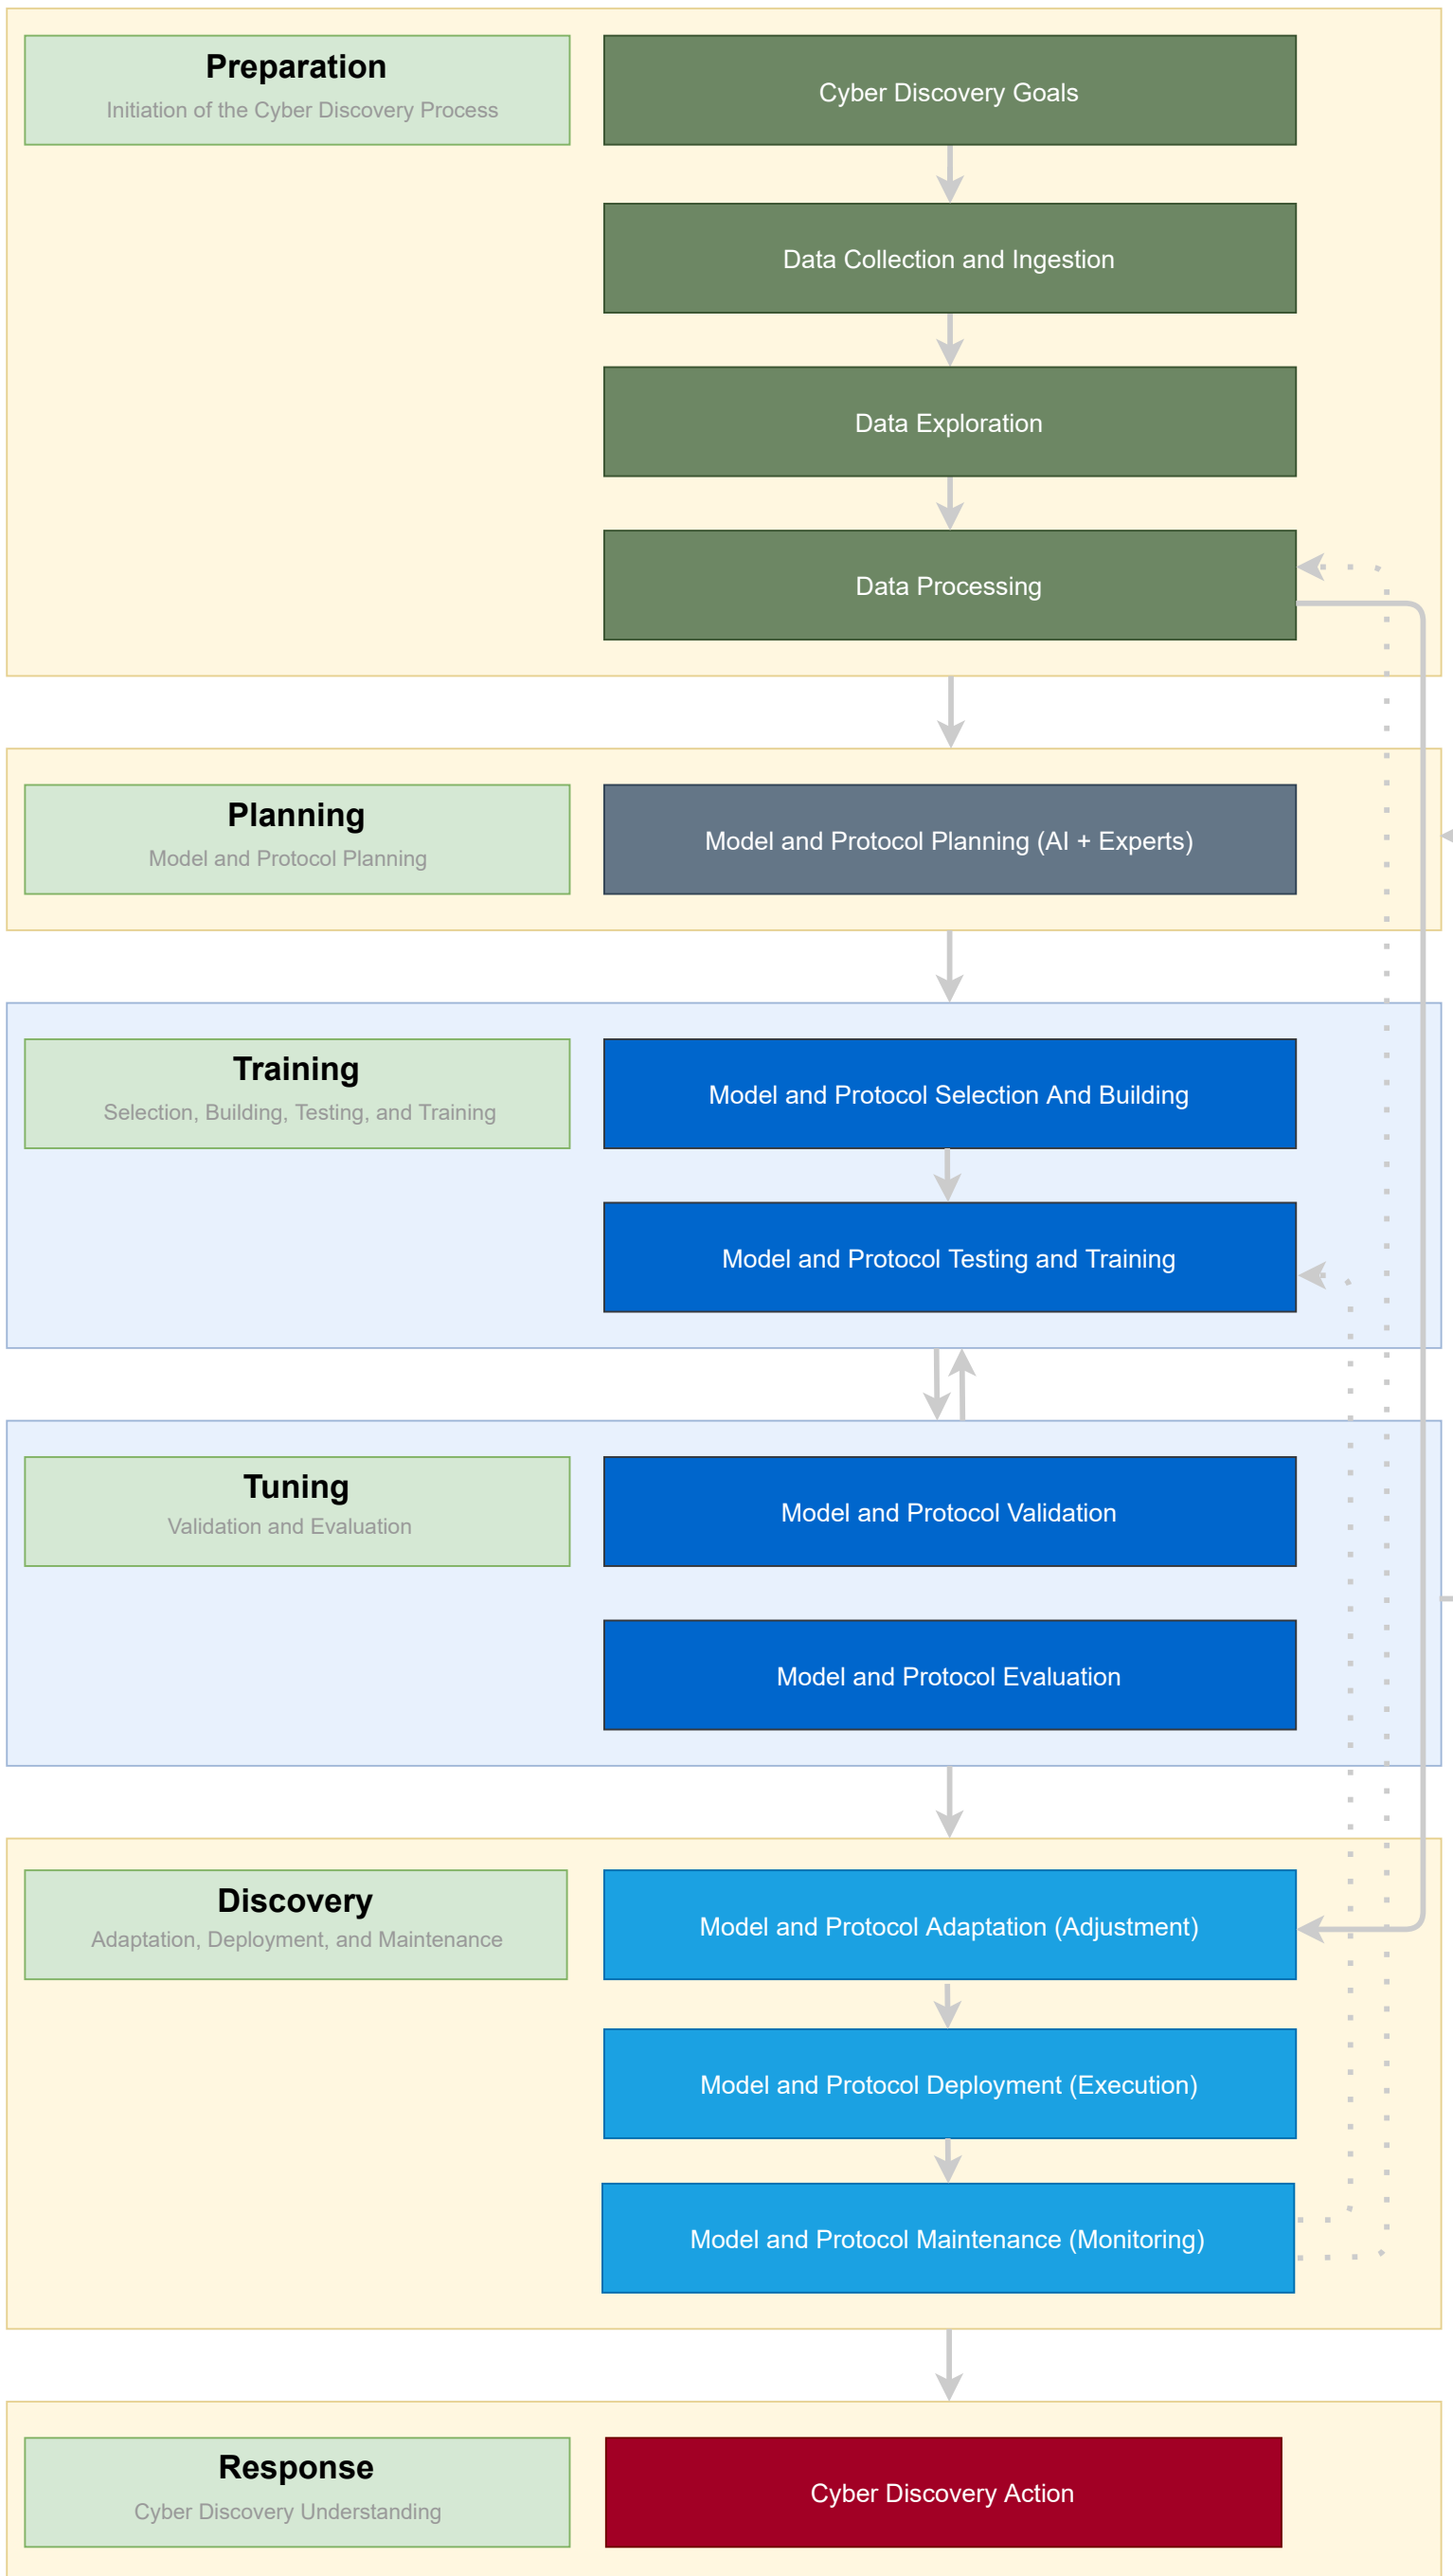 Preparation
Initiation of the Cyber Discovery Process
Cyber Discovery Goals
Data Collection and Ingestion
Data Exploration
Data Processing
Planning
Model and Protocol Planning
Model and Protocol Planning (AI + Experts)
Training
Selection, Building, Testing, and Training
Model and Protocol Selection And Building
Model and Protocol Testing and Training
Tuning
Validation and Evaluation
Model and Protocol Validation
Model and Protocol Evaluation
Discovery
Adaptation, Deployment, and Maintenance
Model and Protocol Adaptation (Adjustment)
Model and Protocol Deployment (Execution)
Model and Protocol Maintenance (Monitoring)
Response
Cyber Discovery Understanding
Cyber Discovery Action